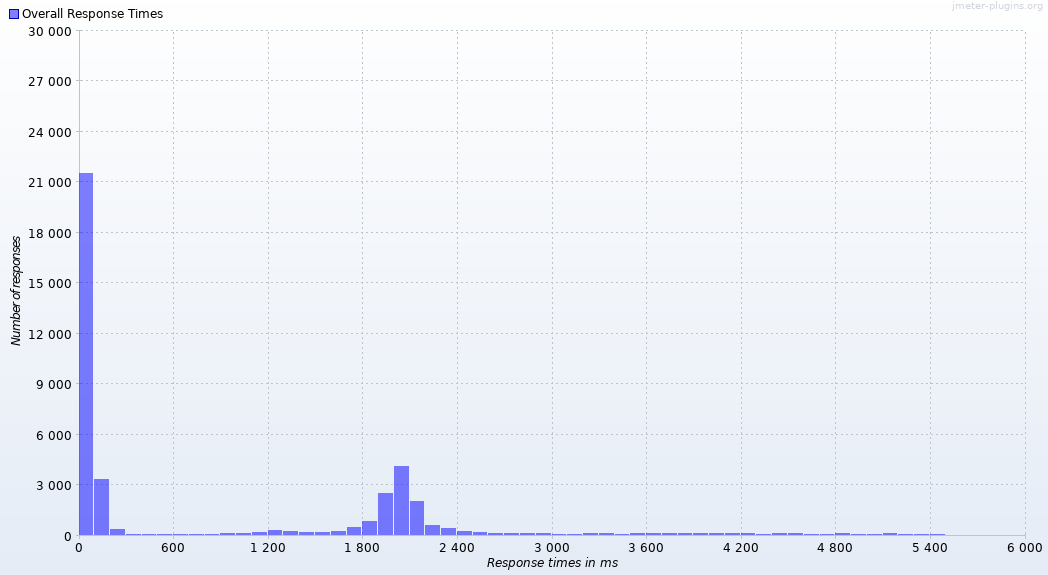 jmeter-plugins.org
Overall Response Times
30 000
27 000
24 000
21 000
18 000
15 000
12 000
9 000
6 000
3 000
0
Number of responses
0 600 1 200 1 800 2 400 3 000 3 600 4 200 4 800 5 400 6 000
Response times in ms